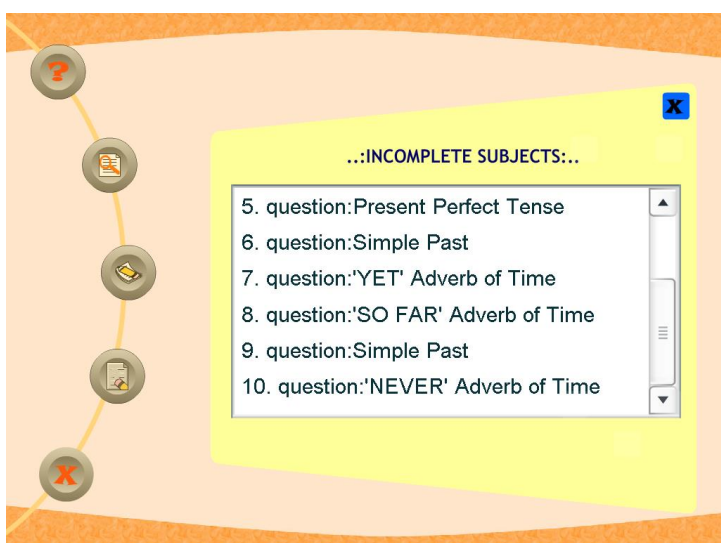 ..:INCOMPLETE SUBJECTS:..
5. question:Present Perfect Tense
6. question:Simple Past
7. question:'YET' Adverb of Time
8. question:'SO FAR' Adverb of Time
9. question:Simple Past
10. question:'NEVER' Adverb of Time
?
X
X